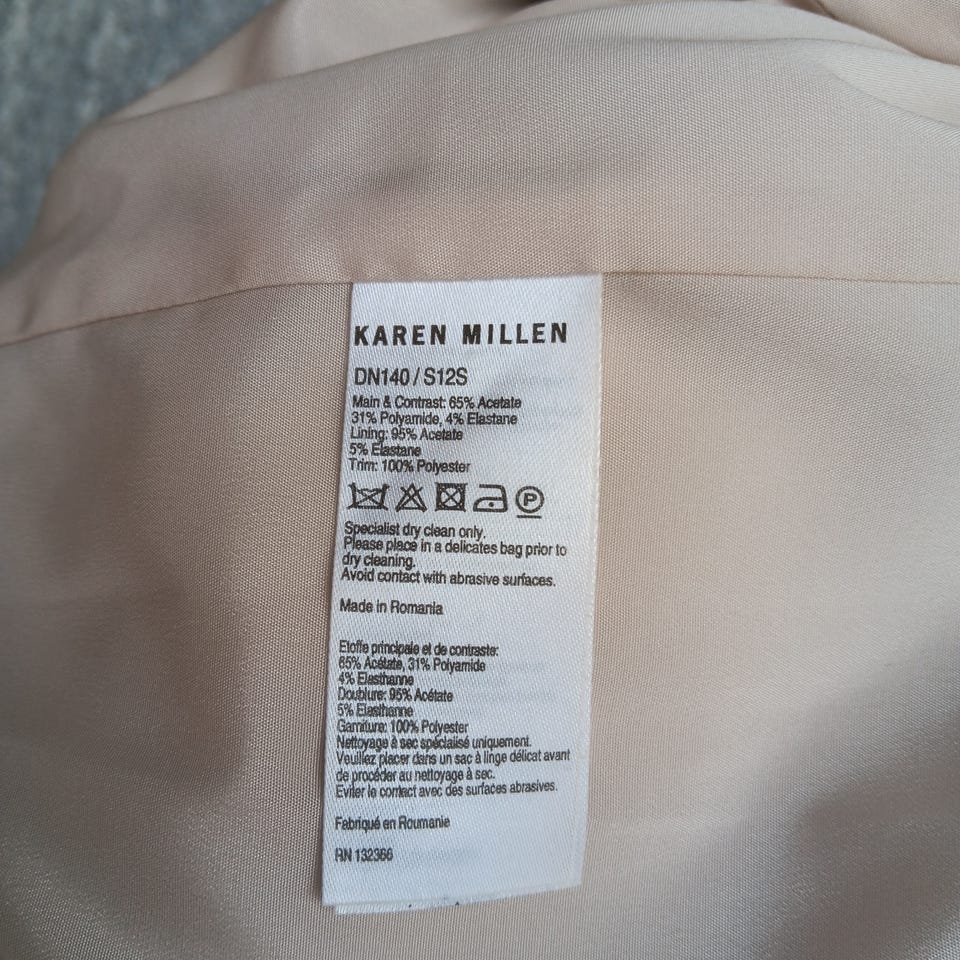 KAREN MILLEN
DN140 / S12S
Main & Contrast: 65% Acetate
31% Polyamide, 4% Elastane
Lining: 95% Acetate
5% Elastane
Trim: 100% Polyester
P
Specialist dry clean only.
Please place in a delicates bag prior to
dry cleaning.
Avoid contact with abrasive surfaces.
Made in Romania
Etoffe principale et de contraste:
65% Acétate, 31% Polyamide
4% Elasthanne
Doublure: 95% Acétate
5% Elasthanne
Garniture: 100% Polyester
Nettoyage à sec spécialisé uniquement.
Veuillez placer dans un sac à linge délicat avant
de procéder au nettoyage à sec.
Eviter le contact avec des surfaces abrasives.
Fabriqué en Roumanie
RN 132366